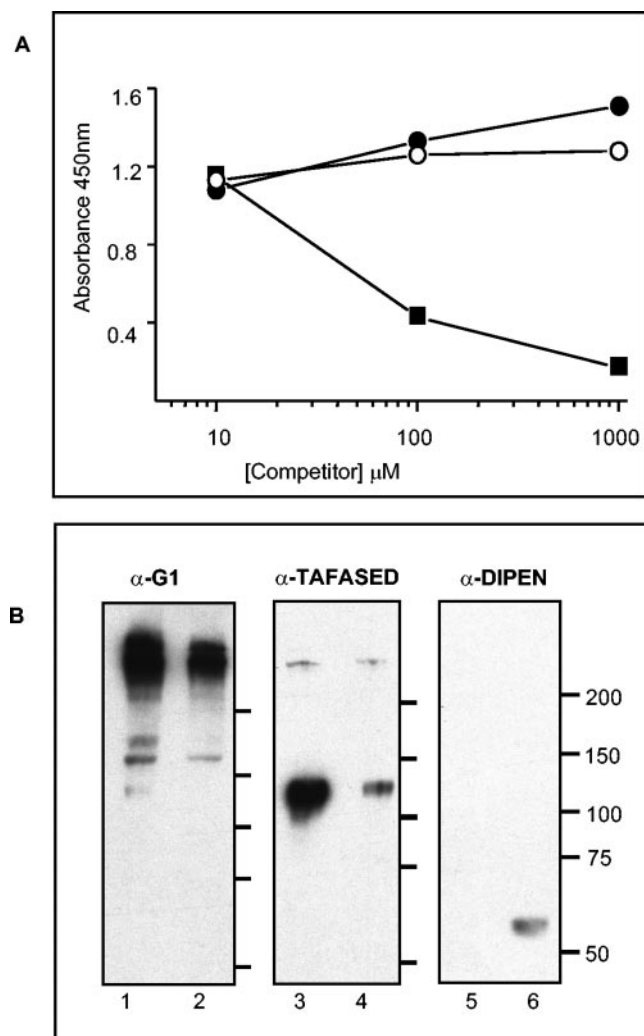 A
1.6
1.2
0.8
0.4
Absorbance 450nm
10 100 1000
[Competitor] μM
B
α-G1 α-TAFASED α-DIPEN
200
150
100
75
50
1 2 3 4 5 6